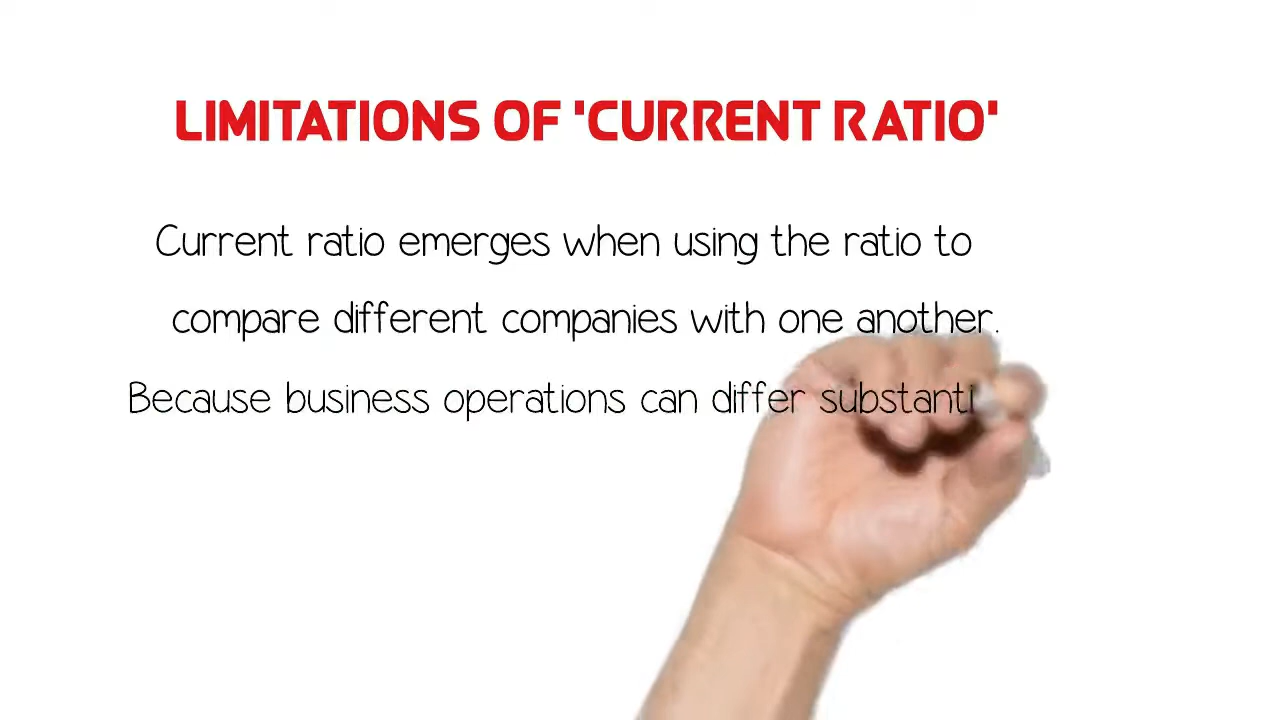 LIMITATIONS OF 'CURRENT RATIO'
Current ratio emerges when using the ratio to
compare different companies with one another.
Because business operations can differ substanti